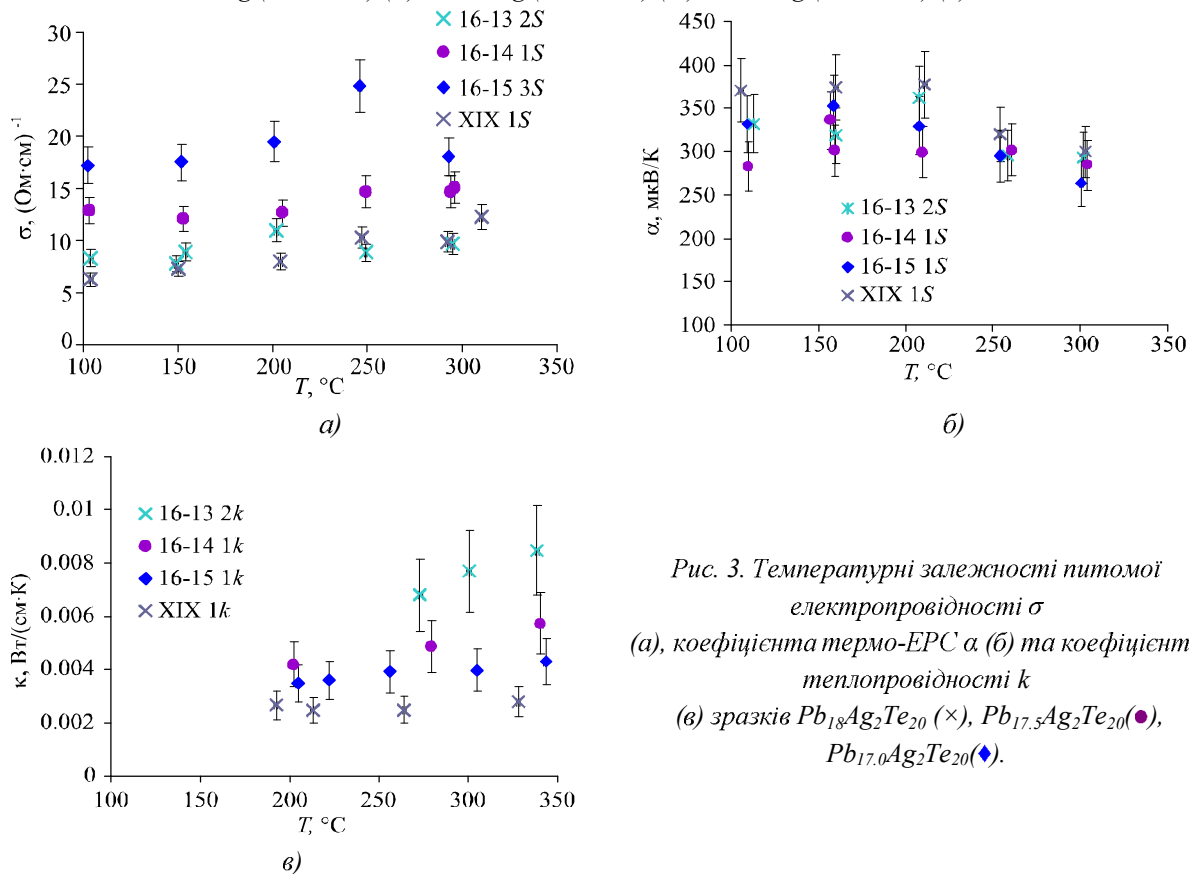 16-13 2S
16-14 1S
16-15 3S
XIX 1S
30
25
20
15
10
5
0
σ, (Ом·см)⁻¹
100 150 200 250 300 350
T, °C
а)
450
400
350
300
250
200
150
100
α, мкВ/К
16-13 2S
16-14 1S
16-15 1S
XIX 1S
100 150 200 250 300 350
T, °C
б)
0.012
0.01
0.008
0.006
0.004
0.002
0
κ, Вт/(см·К)
16-13 2k
16-14 1k
16-15 1k
XIX 1k
100 150 200 250 300 350
T, °C
в)
Рис. 3. Температурні залежності питомої
електропровідності σ
(а), коефіцієнта термо-ЕРС α (б) та коефіцієнт
теплопровідності k
(в) зразків Pb₁₈Ag₂Te₂₀ (×), Pb₁₇.₅Ag₂Te₂₀(●),
Pb₁₇.₀Ag₂Te₂₀(♦).